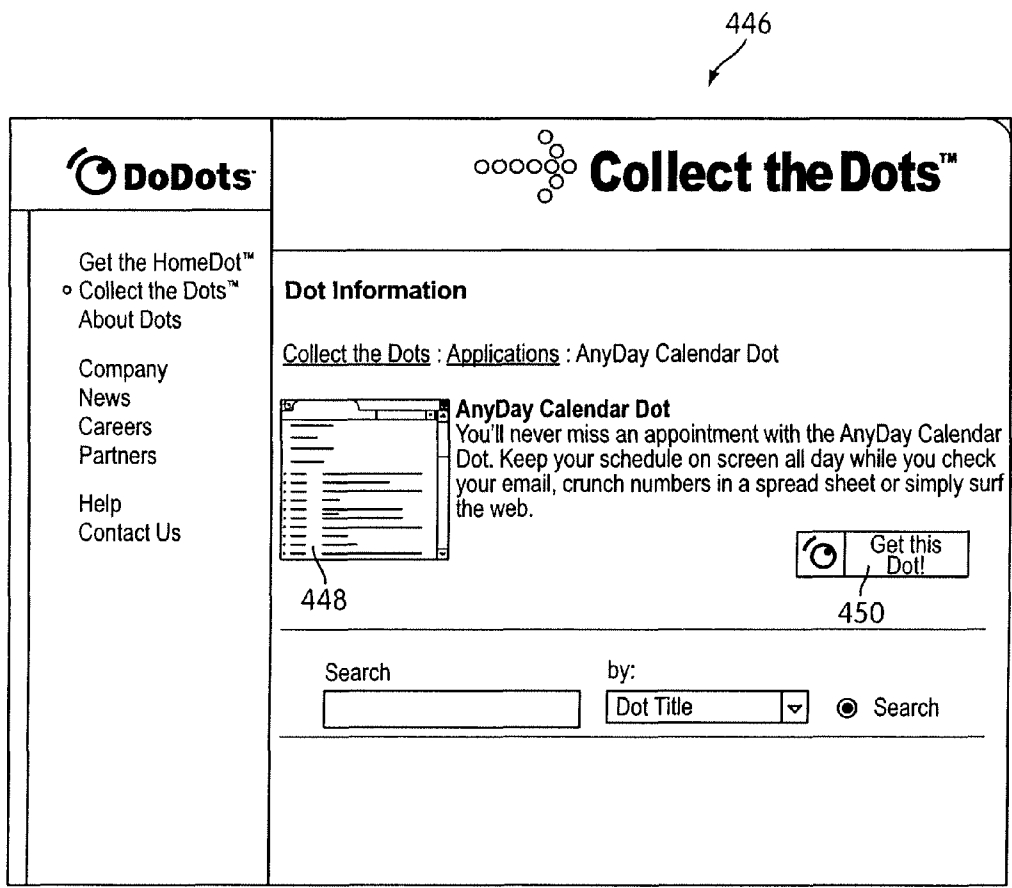 446
DoDots™
Collect the Dots™
Get the HomeDot™
Collect the Dots™
About Dots
Company
News
Careers
Partners
Help
Contact Us
Dot Information
Collect the Dots : Applications : AnyDay Calendar Dot
AnyDay Calendar Dot
You'll never miss an appointment with the AnyDay Calendar
Dot. Keep your schedule on screen all day while you check
your email, crunch numbers in a spread sheet or simply surf
the web.
Get this
Dot!
448
450
Search
by:
Dot Title
Search